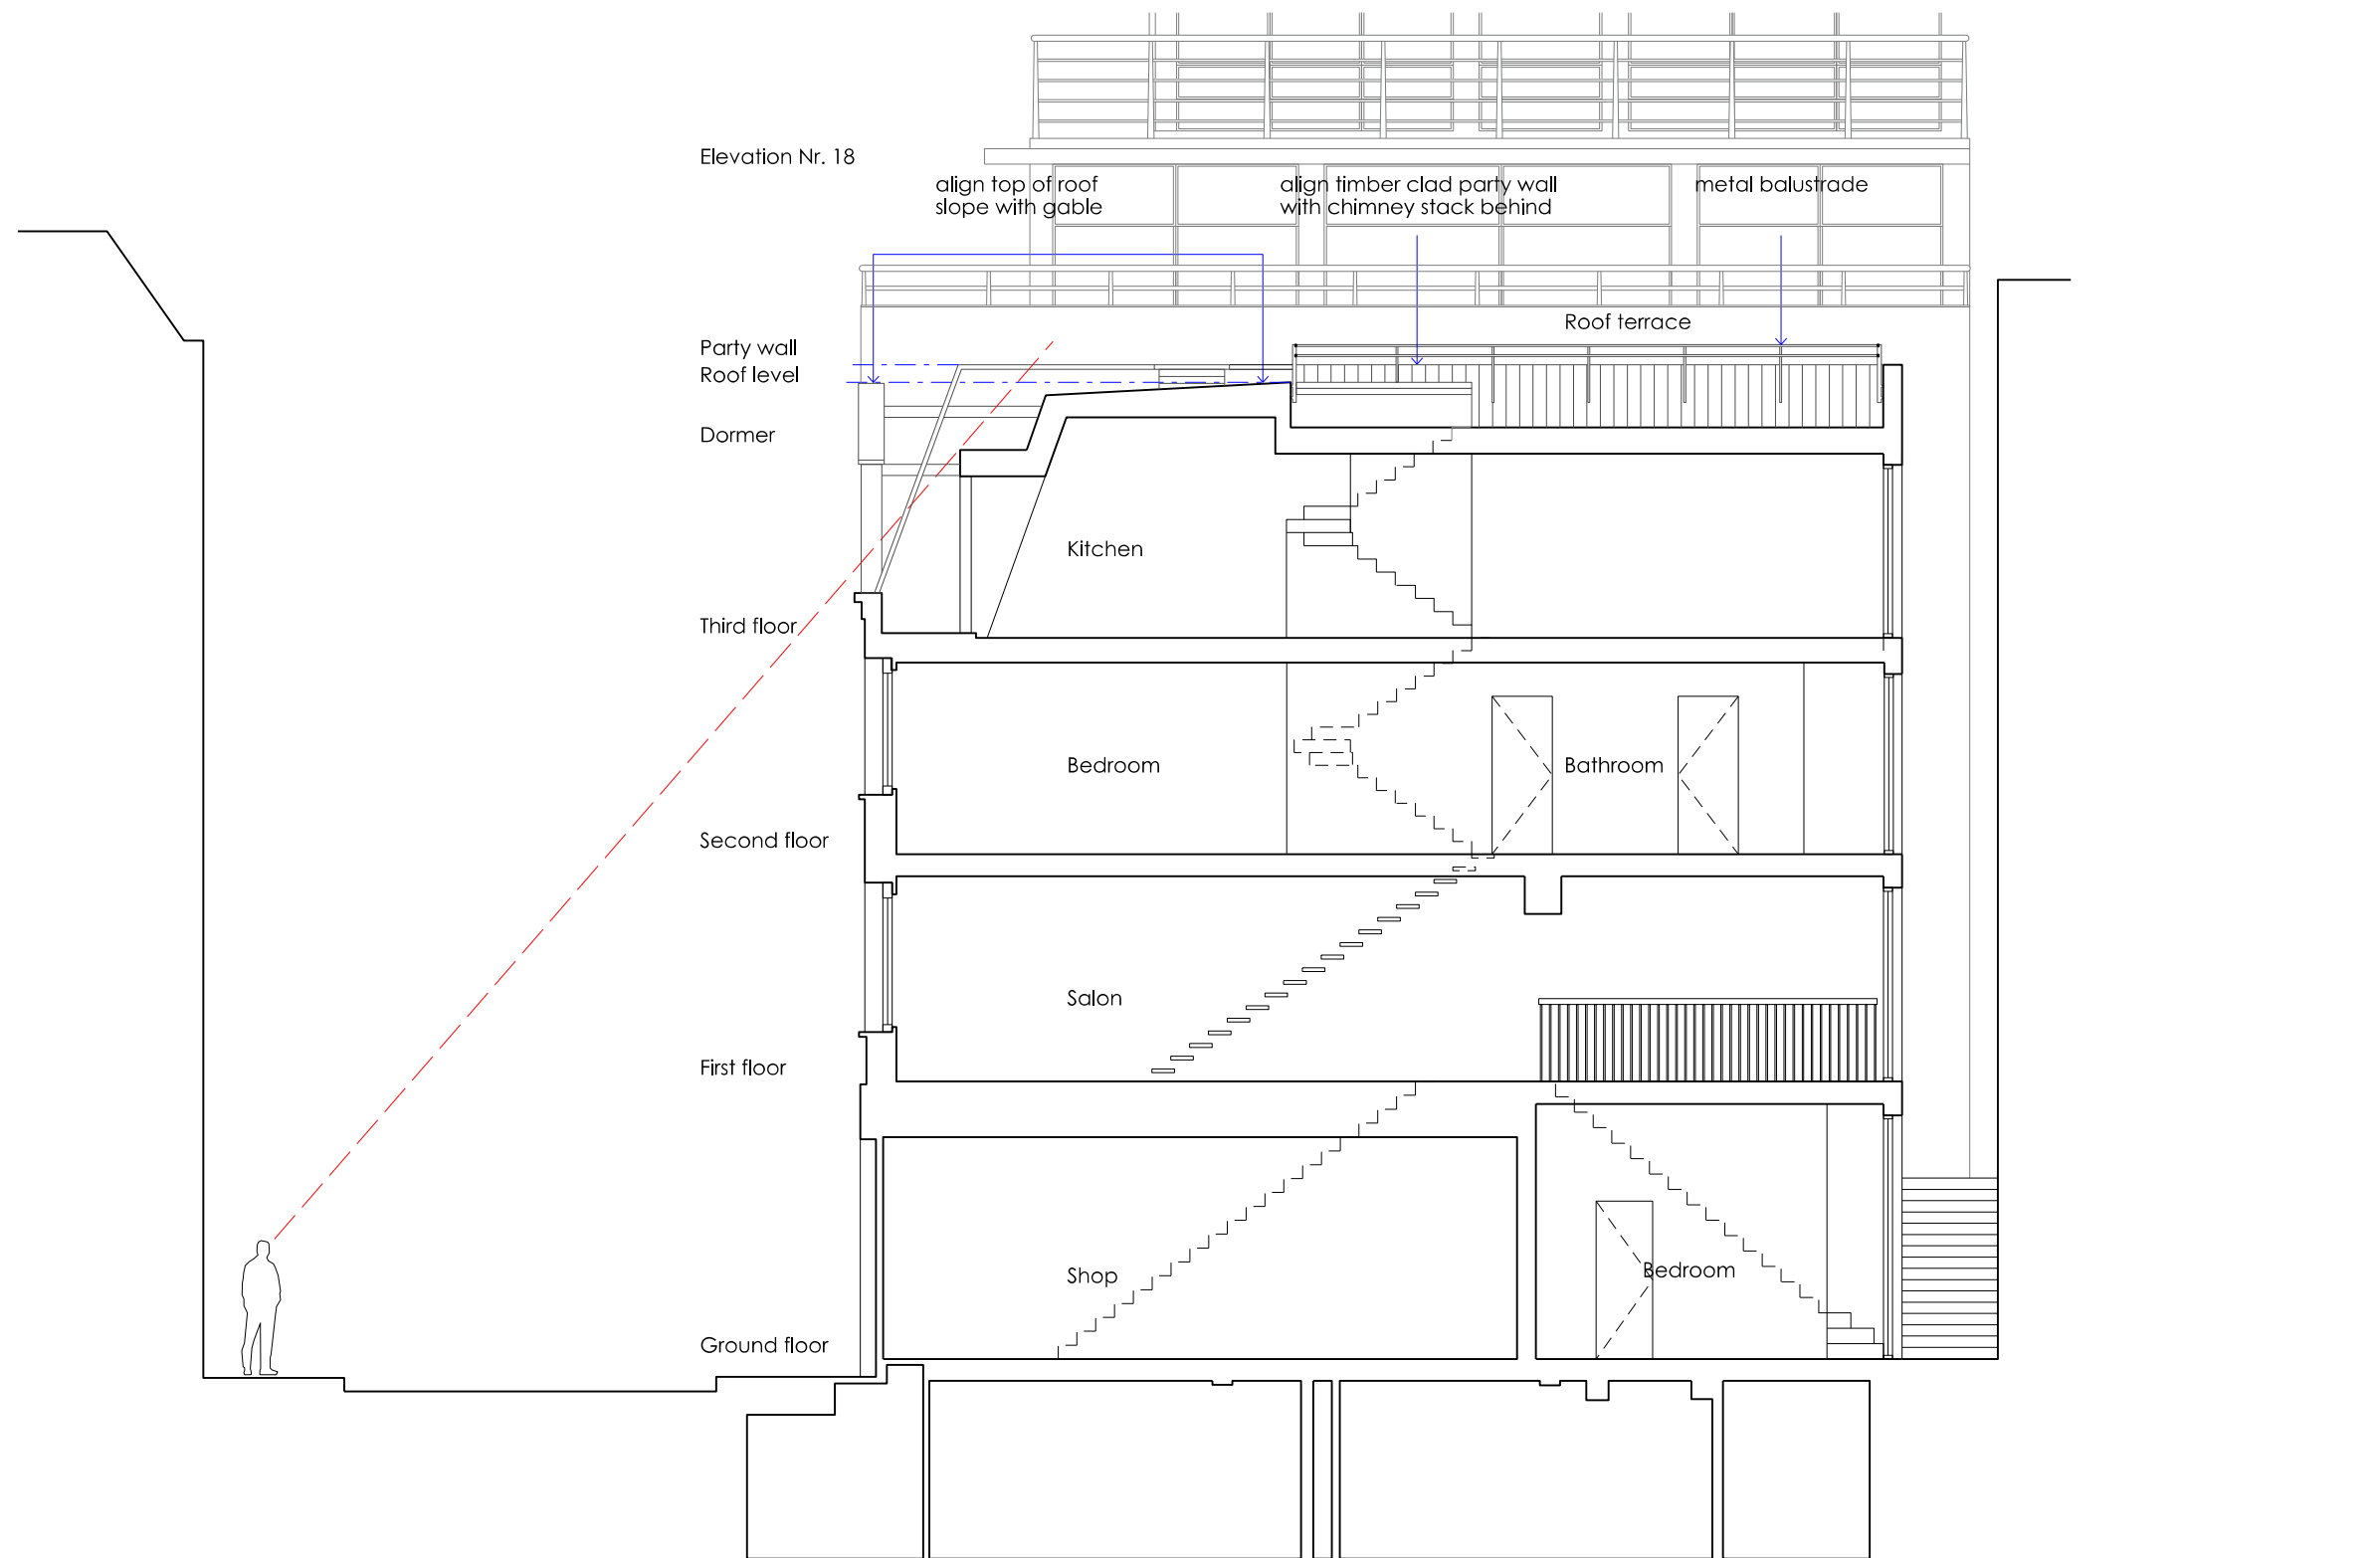 Elevation Nr. 18
align top of roof
slope with gable
align timber clad party wall
with chimney stack behind
metal balustrade
Roof terrace
Party wall
Roof level
Dormer
Kitchen
Third floor
Bedroom
Bathroom
Second floor
Salon
First floor
Shop
Bedroom
Ground floor